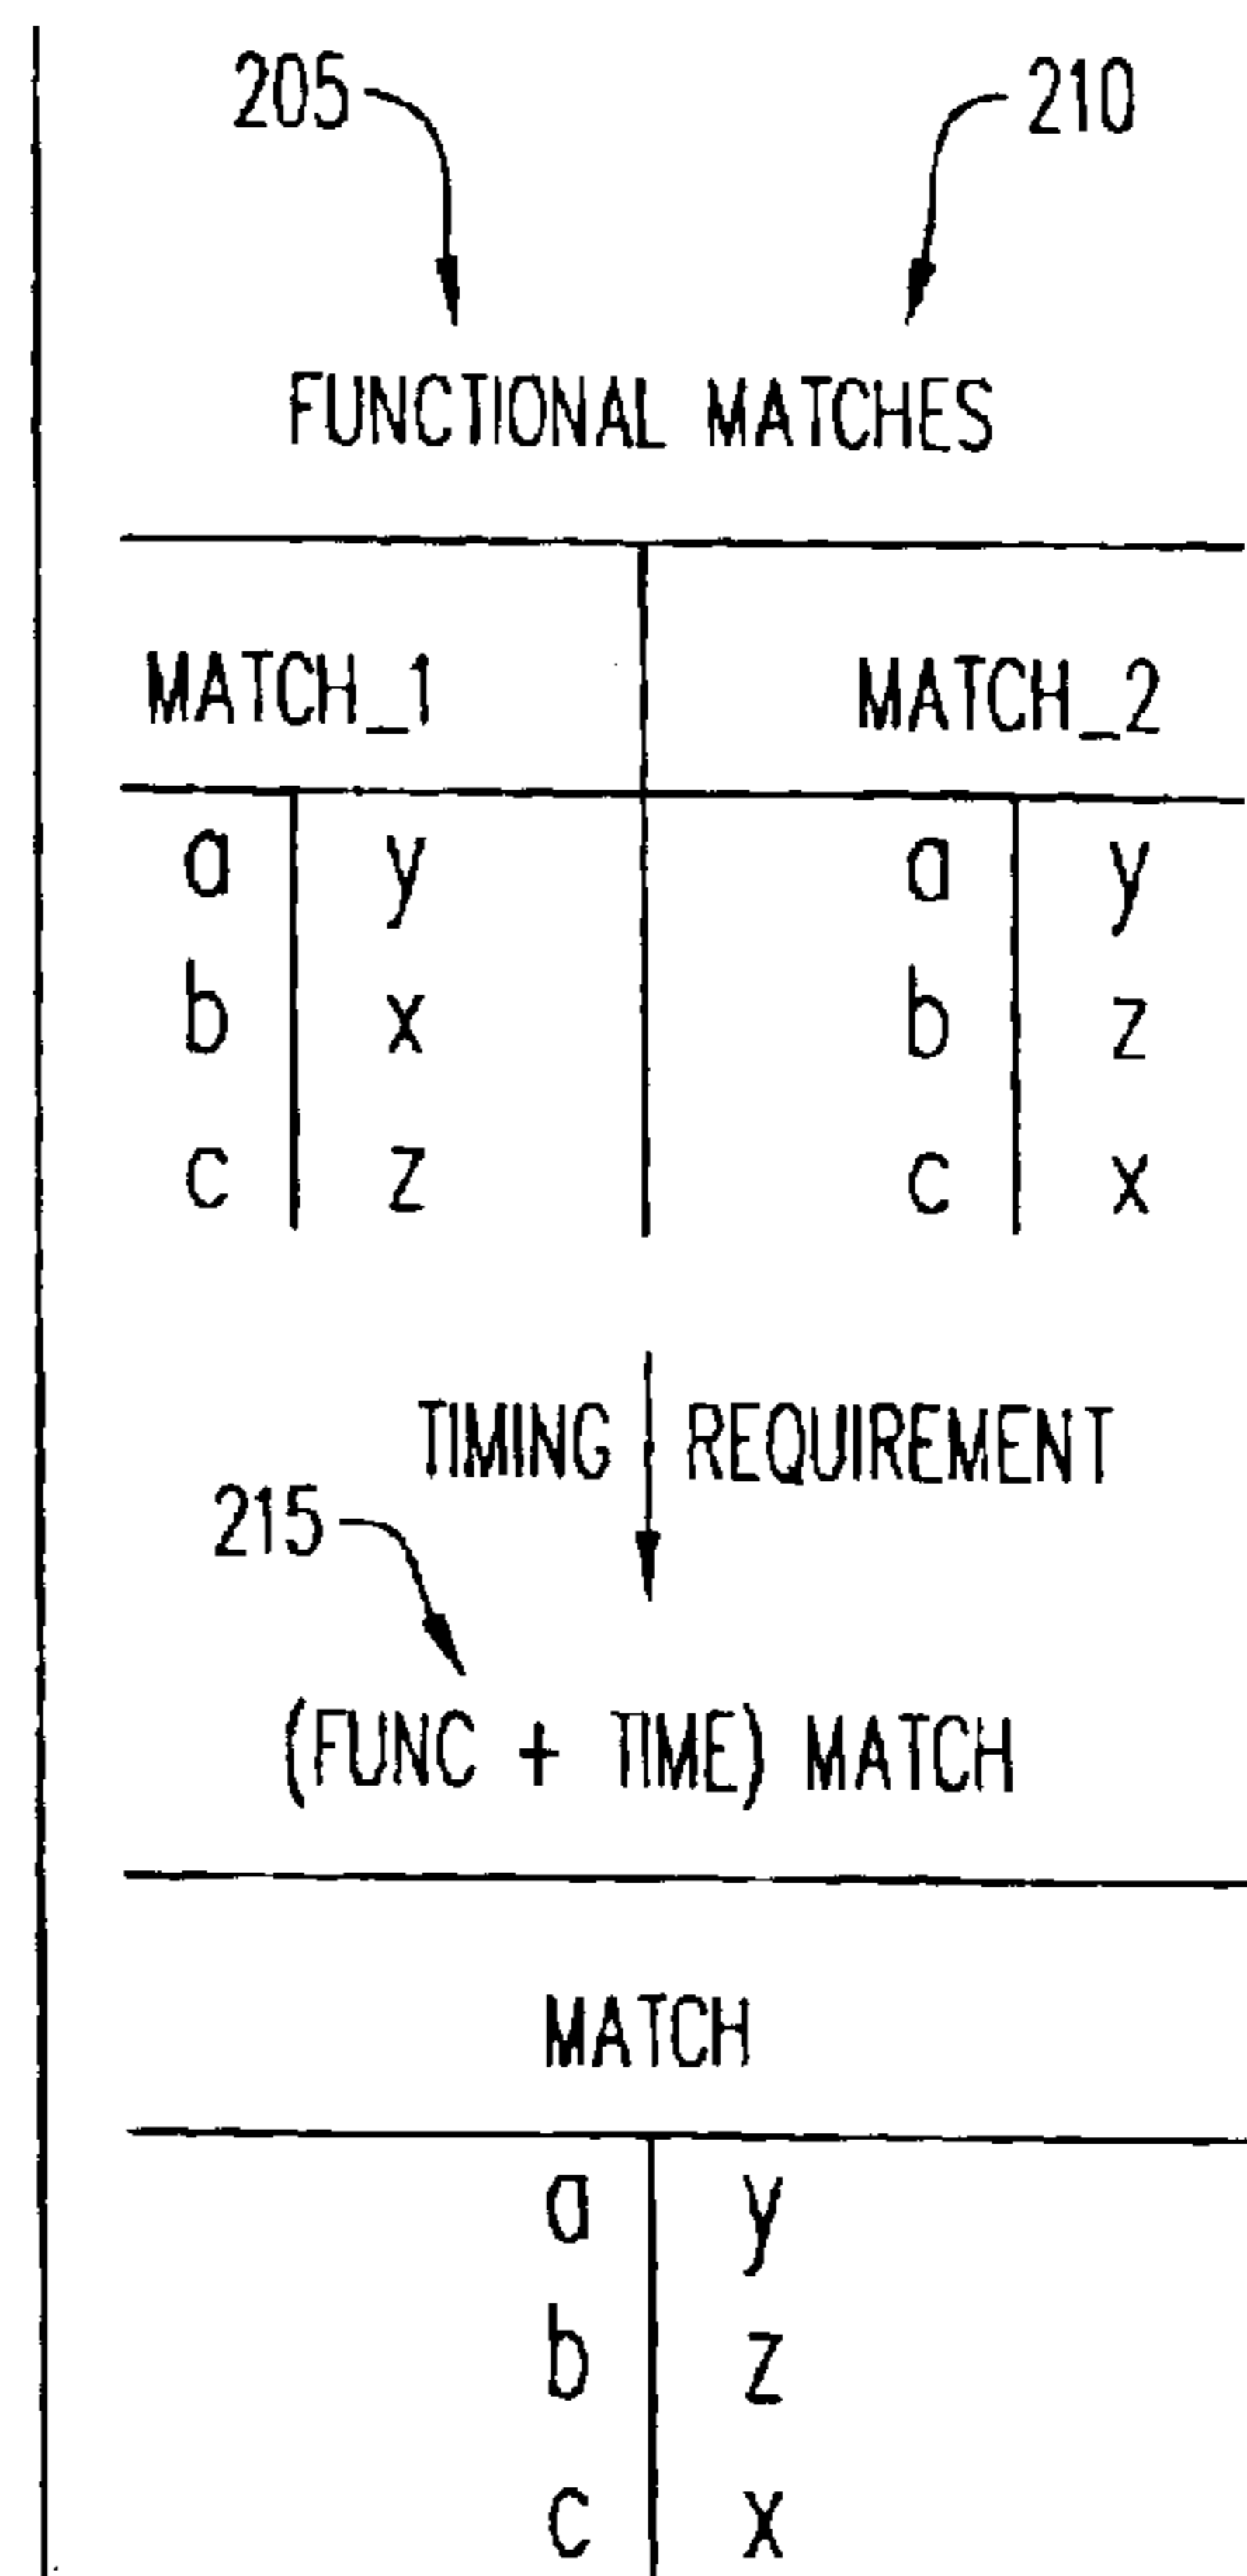 205 210
FUNCTIONAL MATCHES
MATCH_1 MATCH_2
a y a y
b x b z
c z c x
TIMING REQUIREMENT
215
(FUNC + TIME) MATCH
MATCH
a y
b z
c x